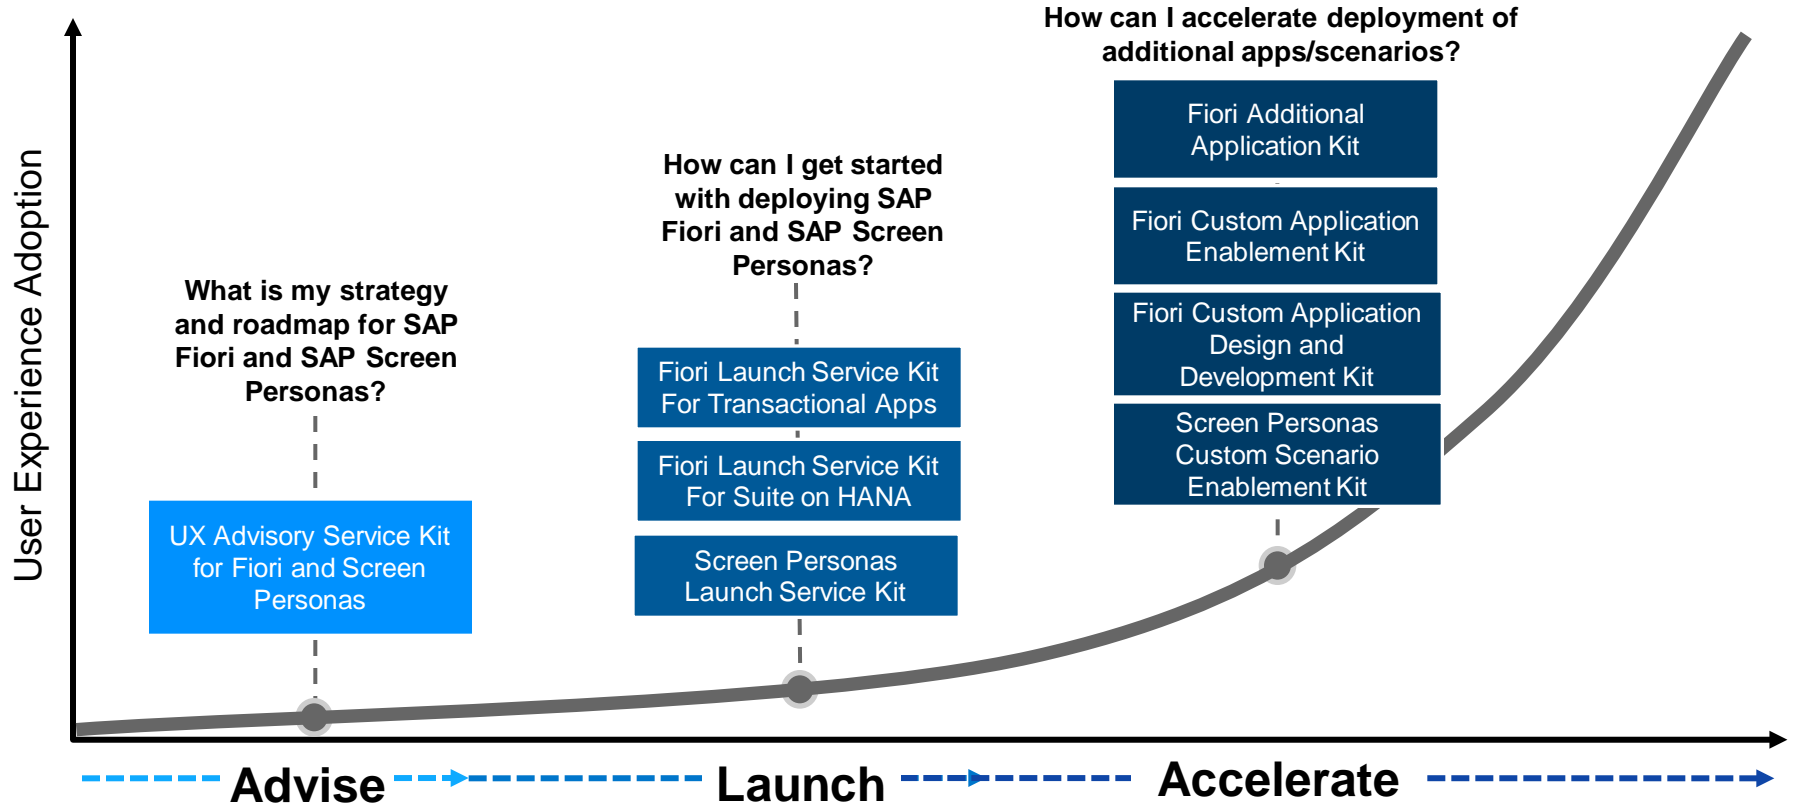 How can I accelerate deployment of
additional apps/scenarios?
Fiori Additional
Application Kit
Fiori Custom Application
Enablement Kit
Fiori Custom Application
Design and
Development Kit
Screen Personas
Custom Scenario
Enablement Kit
How can I get started
with deploying SAP
Fiori and SAP Screen
Personas?
Fiori Launch Service Kit
For Transactional Apps
Fiori Launch Service Kit
For Suite on HANA
Screen Personas
Launch Service Kit
What is my strategy
and roadmap for SAP
Fiori and SAP Screen
Personas?
UX Advisory Service Kit
for Fiori and Screen
Personas
User Experience Adoption
Advise
Launch
Accelerate